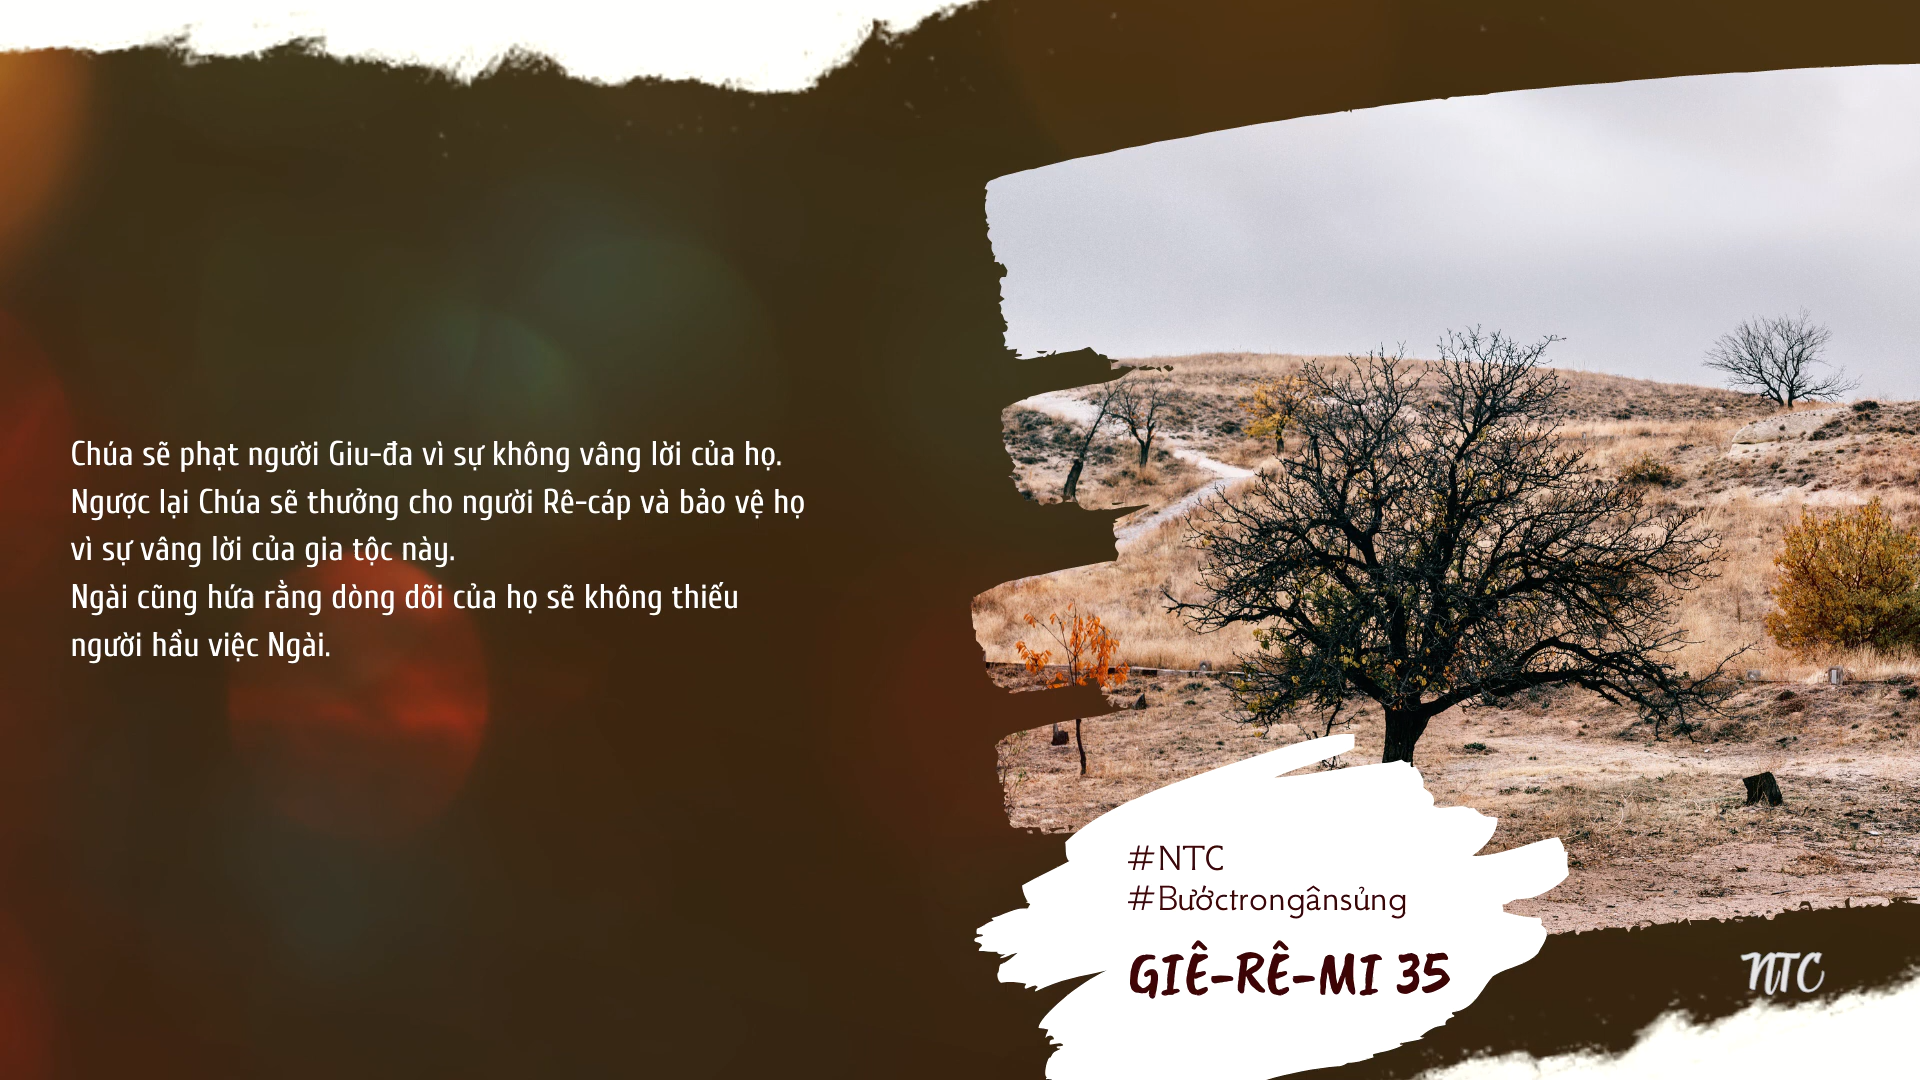 Chúa sẽ phạt người Giu-đa vì sự không vâng lời của họ.
Ngược lại Chúa sẽ thưởng cho người Rê-cáp và bảo vệ họ
vì sự vâng lời của gia tộc này.
Ngài cũng hứa rằng dòng dõi của họ sẽ không thiếu
người hầu việc Ngài.
#NTC
#Bướctrongânsủng
GIÊ-RÊ-MI 35
NTC